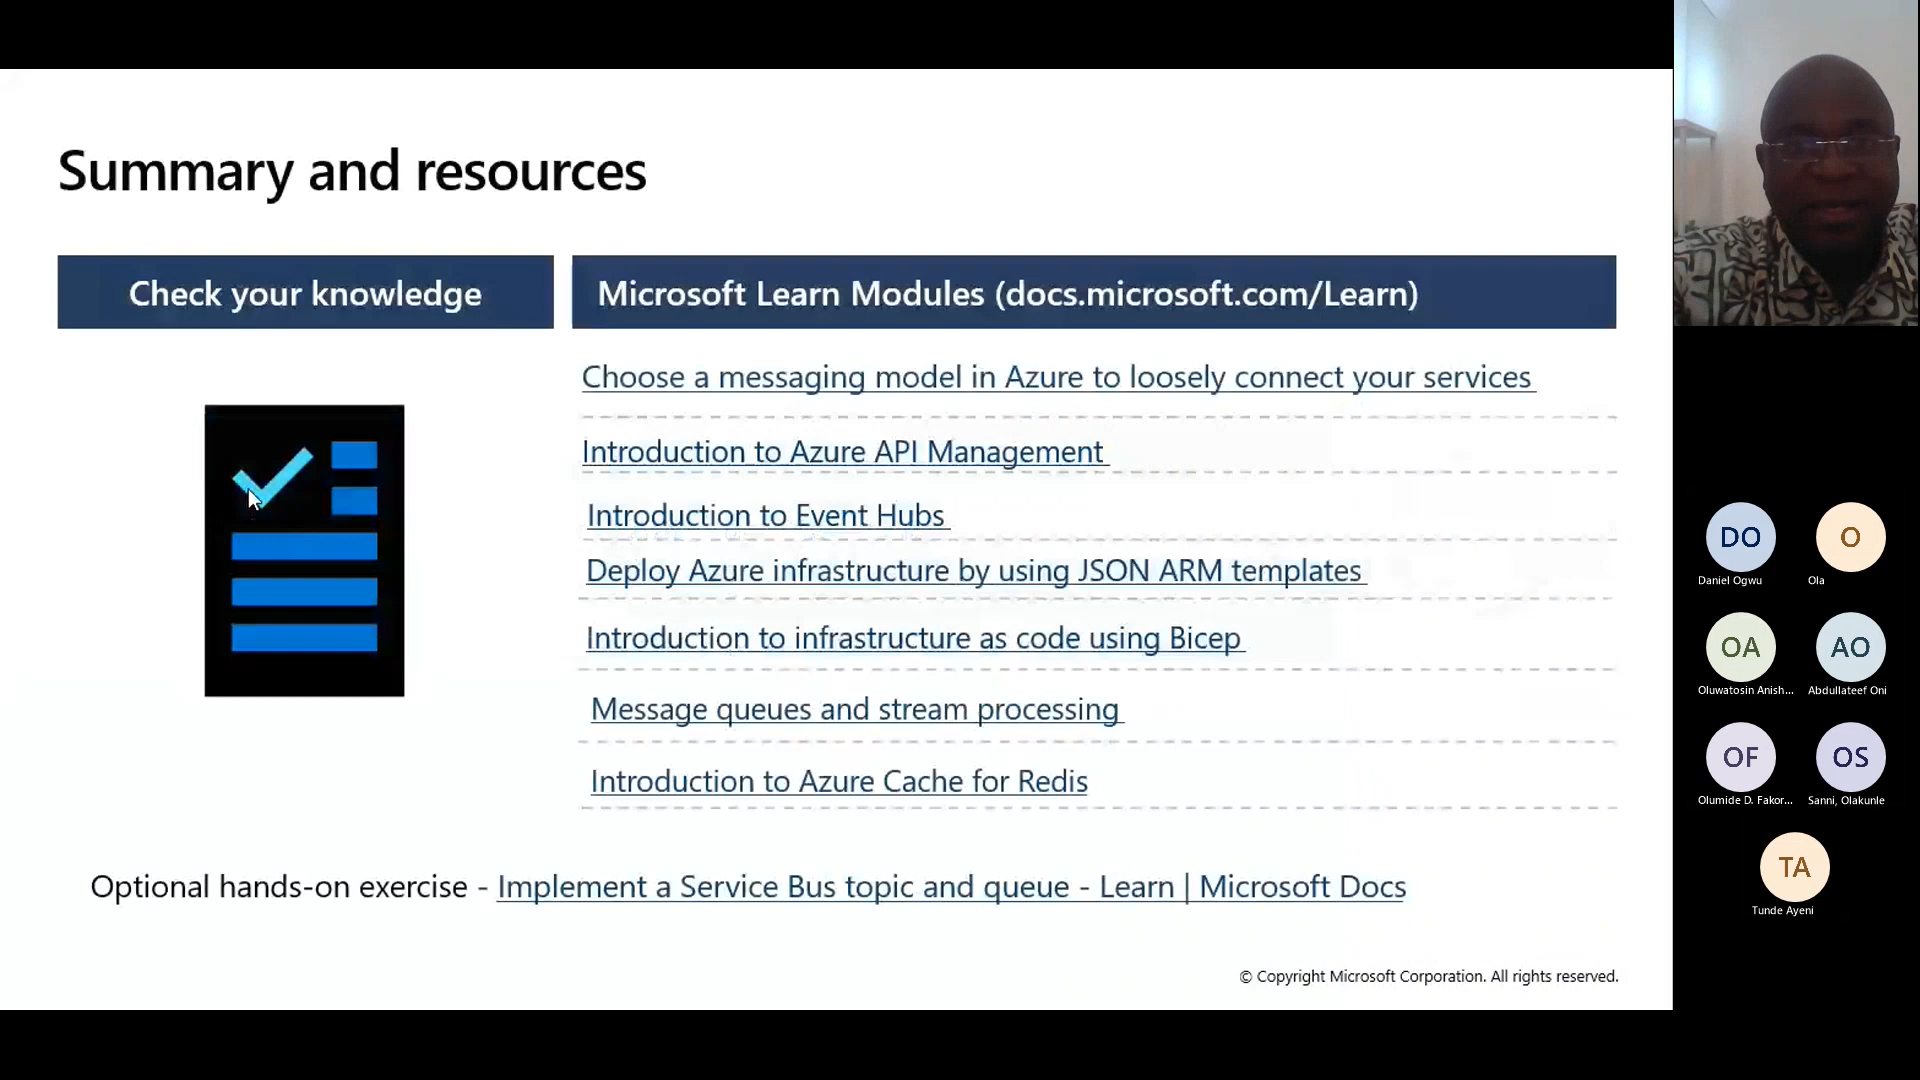 Summary and resources
Check your knowledge
Microsoft Learn Modules (docs.microsoft.com/Learn)
Choose a messaging model in Azure to loosely connect your services
Introduction to Azure API Management
Introduction to Event Hubs
Deploy Azure infrastructure by using JSON ARM templates
Introduction to infrastructure as code using Bicep
Message queues and stream processing
Introduction to Azure Cache for Redis
Optional hands-on exercise - Implement a Service Bus topic and queue - Learn | Microsoft Docs
© Copyright Microsoft Corporation. All rights reserved.
DO
Daniel Ogwu
O
Ola
OA
Oluwatosin Anish...
AO
Abdullateef Oni
OF
Olumide D. Fakor...
OS
Sanni, Olakunle
TA
Tunde Ayeni